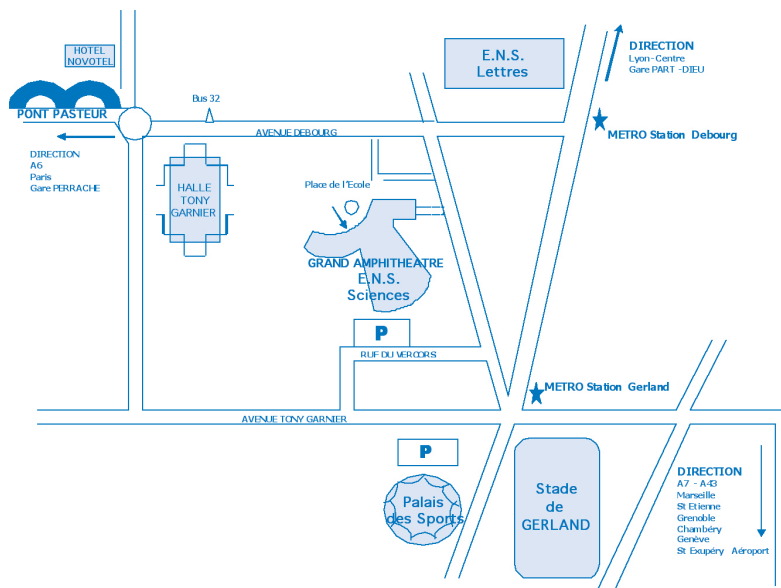 HOTEL
NOVOTEL
E.N.S.
Lettres
DIRECTION
Lyon-Centre
Gare PART -DIEU
Bus 32
PONT PASTEUR
AVENUE DEBOURG
METRO Station Debourg
DIRECTION
A6
Paris
Gare PERRACHE
HALLE
TONY
GARNIER
Place de l'Ecole
GRAND AMPHITHEATRE
E.N.S.
Sciences
P
RUE DU VERCORS
METRO Station Gerland
AVENUE TONY GARNIER
P
Palais
des Sports
Stade
de
GERLAND
DIRECTION
A7 - A43
Marseille
St Etienne
Grenoble
Chambéry
Genève
St Exupéry Aéroport